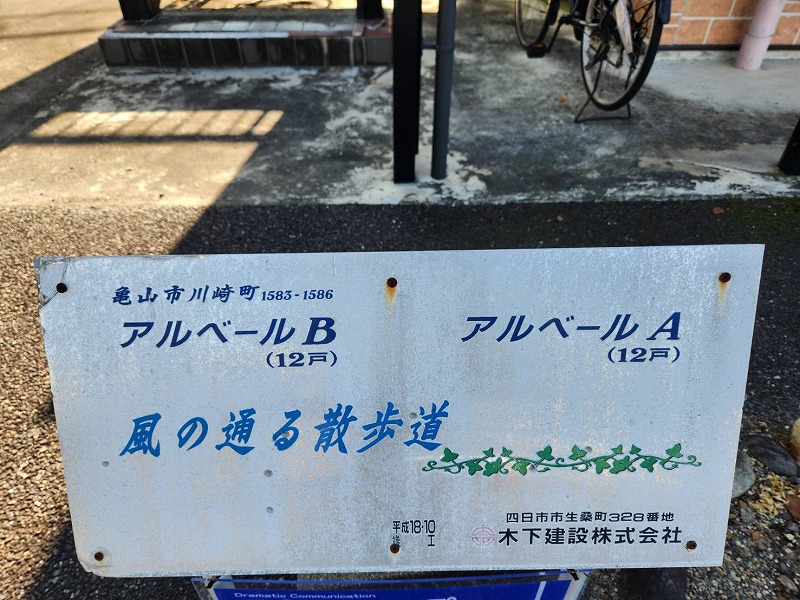 亀山市川崎町1583-1586
アルベールB
(12戸)
アルベールA
(12戸)
風の通る散歩道
平成18・10
竣 工
四日市市生桑町328番地
木下建設株式会社
Dramatic Communication